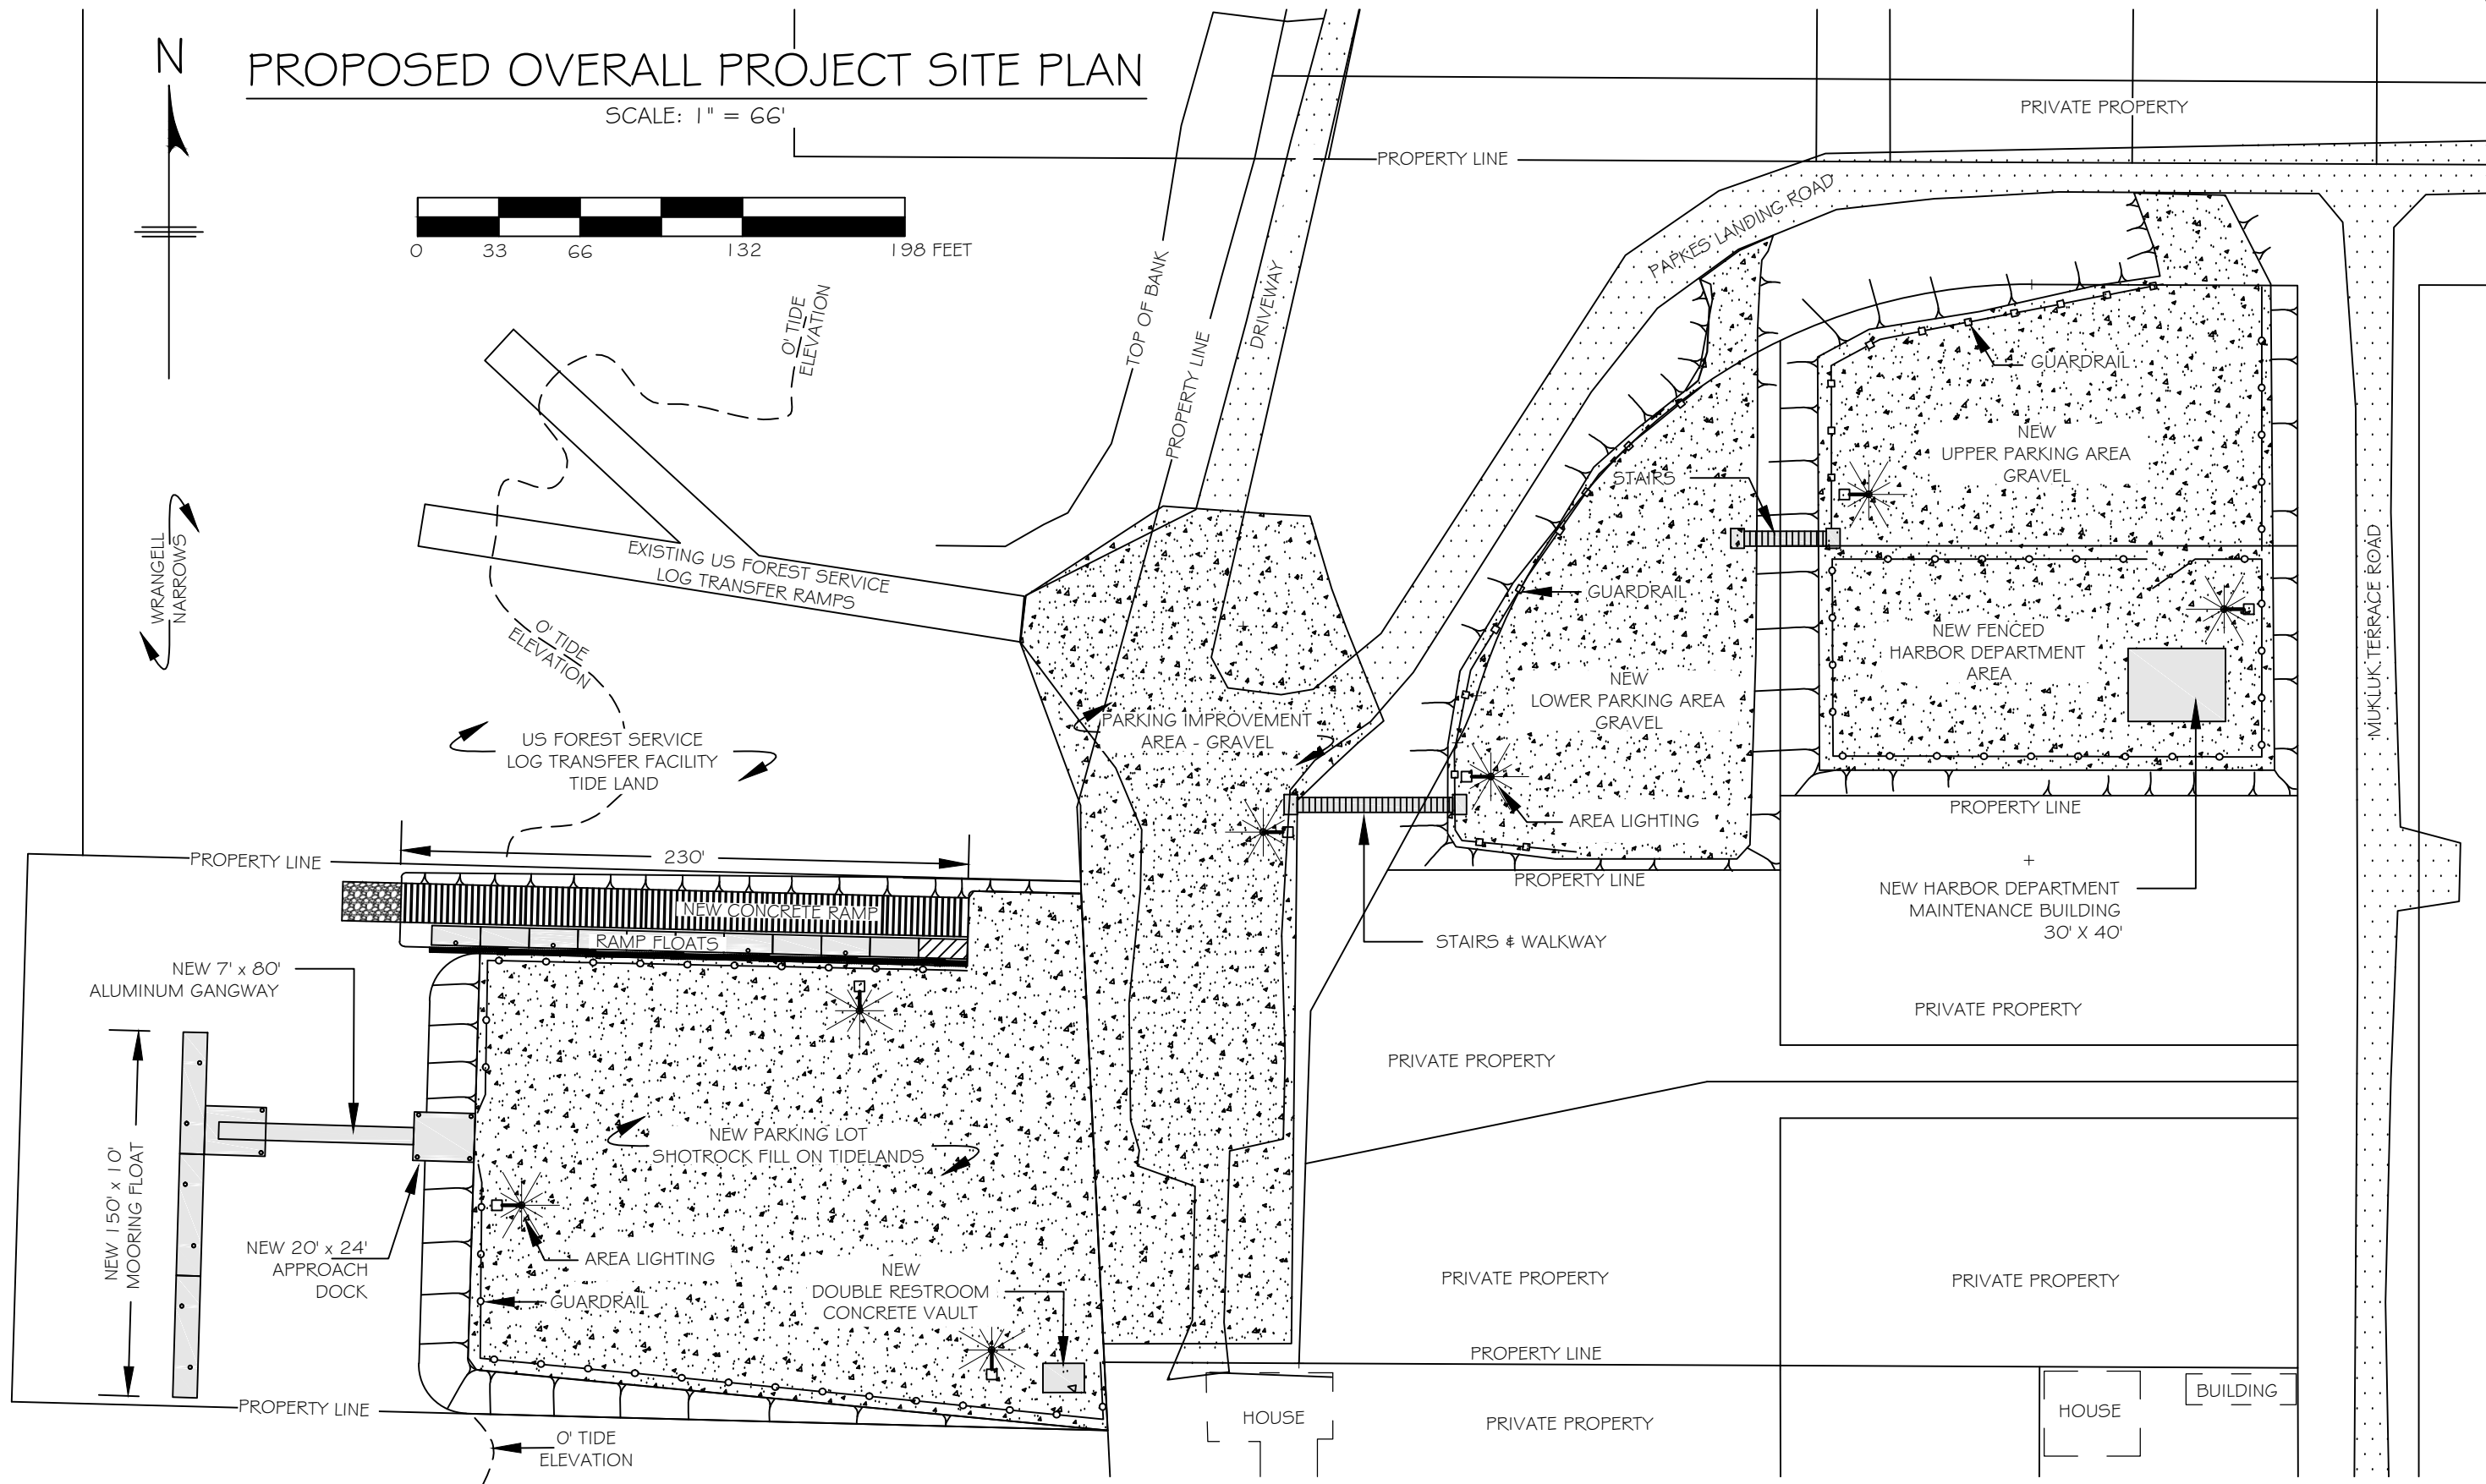 N
PROPOSED OVERALL PROJECT SITE PLAN
SCALE: 1" = 66'
0 33 66 132 198 FEET
PRIVATE PROPERTY
PROPERTY LINE
PAPKES LANDING ROAD
0' TIDE
ELEVATION
TOP OF BANK
PROPERTY LINE
DRIVEWAY
GUARDRAIL
NEW
UPPER PARKING AREA
GRAVEL
STAIRS
WRANGELL
NARROWS
EXISTING US FOREST SERVICE
LOG TRANSFER RAMPS
GUARDRAIL
MUKLUK TERRACE ROAD
0' TIDE
ELEVATION
NEW FENCED
HARBOR DEPARTMENT
AREA
NEW
LOWER PARKING AREA
GRAVEL
PARKING IMPROVEMENT
AREA - GRAVEL
US FOREST SERVICE
LOG TRANSFER FACILITY
TIDE LAND
AREA LIGHTING
PROPERTY LINE
PROPERTY LINE
230'
PROPERTY LINE
NEW HARBOR DEPARTMENT
MAINTENANCE BUILDING
30' X 40'
NEW CONCRETE RAMP
RAMP FLOATS
STAIRS & WALKWAY
NEW 7' x 80'
ALUMINUM GANGWAY
PRIVATE PROPERTY
PRIVATE PROPERTY
NEW PARKING LOT
SHOTROCK FILL ON TIDELANDS
NEW 150' x 10'
MOORING FLOAT
NEW 20' x 24'
APPROACH
DOCK
AREA LIGHTING
NEW
DOUBLE RESTROOM
CONCRETE VAULT
GUARDRAIL
PRIVATE PROPERTY
PRIVATE PROPERTY
PROPERTY LINE
PROPERTY LINE
HOUSE
PRIVATE PROPERTY
HOUSE
BUILDING
0' TIDE
ELEVATION